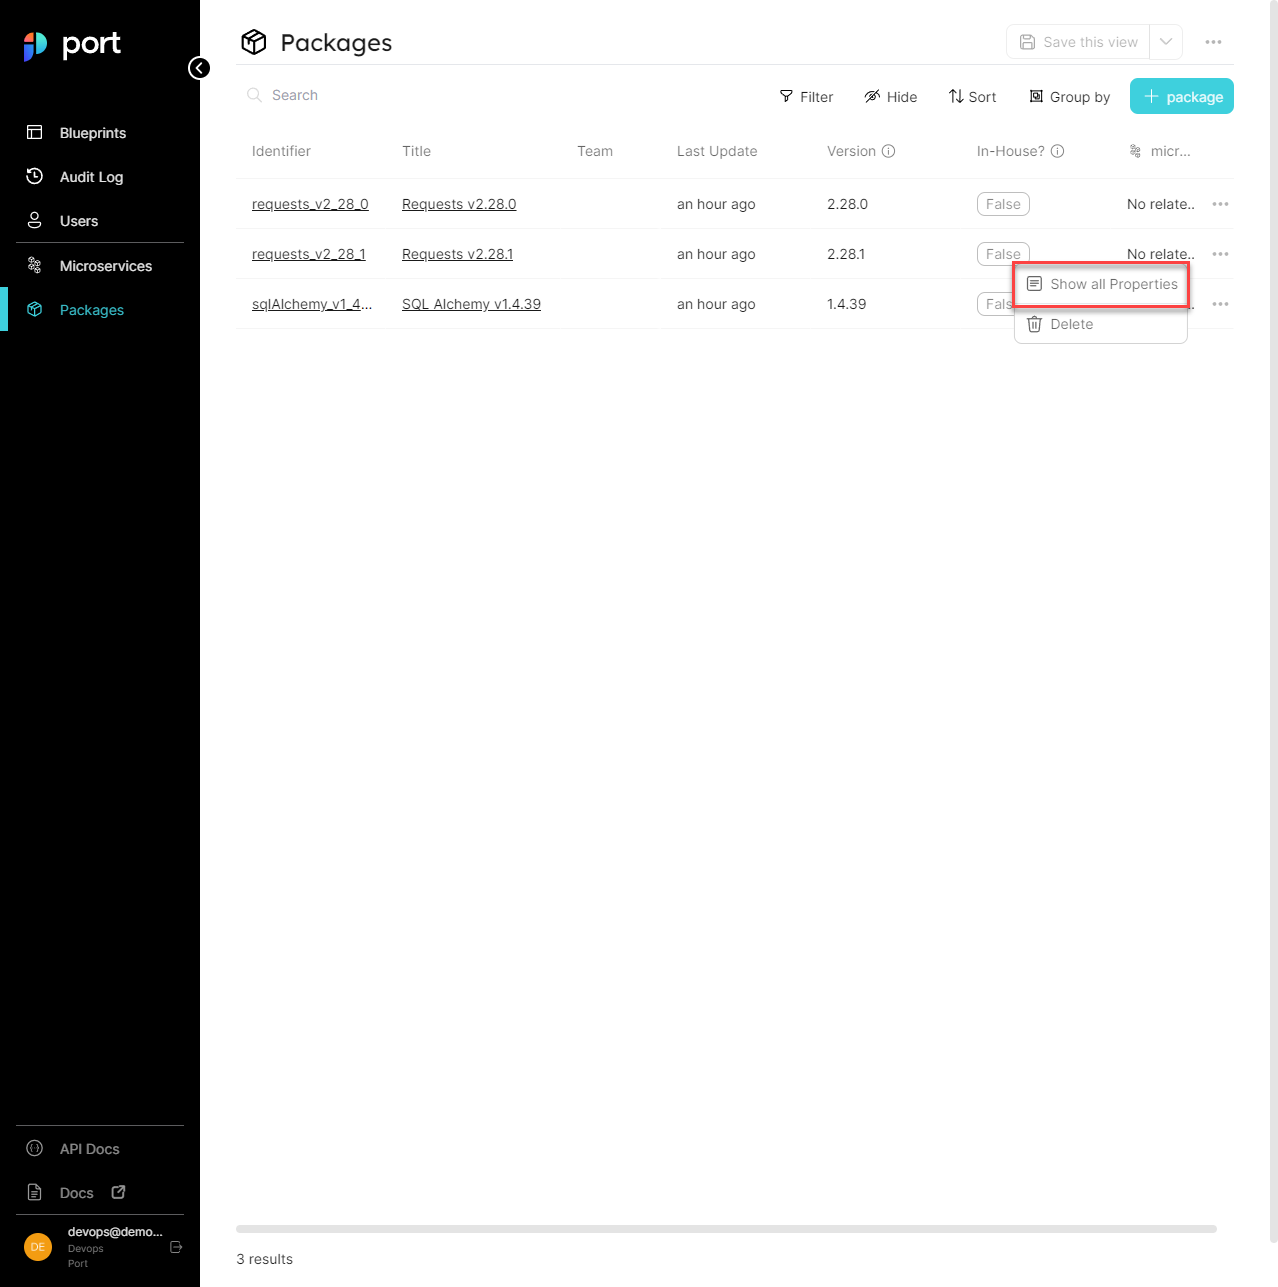 port
Blueprints
Audit Log
Users
Microservices
Packages
API Docs
Docs
DE
devops@demo...
Devops
Port
Packages
Save this view
Search
Filter
Hide
Sort
Group by
package
Identifier Title Team Last Update Version In-House? micr...
requests_v2_28_0 Requests v2.28.0 an hour ago 2.28.0 False No relate..
requests_v2_28_1 Requests v2.28.1 an hour ago 2.28.1 False No relate..
sqlAlchemy_v1_4... SQL Alchemy v1.4.39 an hour ago 1.4.39
Show all Properties
Delete
3 results